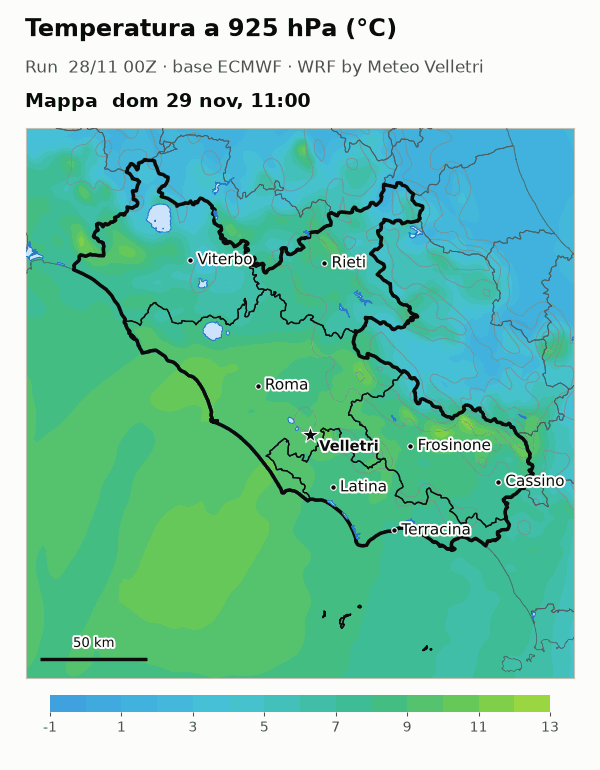 Temperatura a 925 hPa (°C)
Run  28/11 00Z · base ECMWF · WRF by Meteo Velletri
Mappa  dom 29 nov, 11:00
Viterbo
Rieti
Roma
Velletri
Frosinone
Cassino
Latina
Terracina
50 km
-1 1 3 5 7 9 11 13